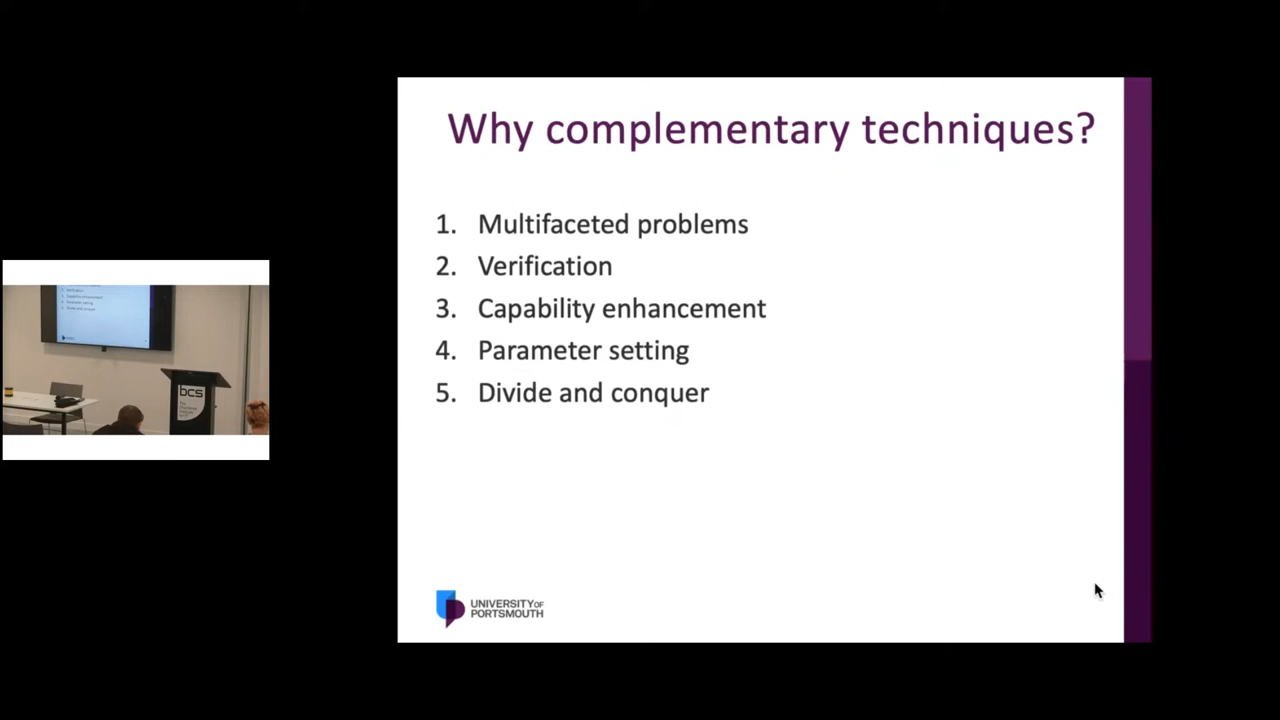 Why complementary techniques?
1. Multifaceted problems
2. Verification
3. Capability enhancement
4. Parameter setting
5. Divide and conquer
UNIVERSITY OF
PORTSMOUTH
bcs